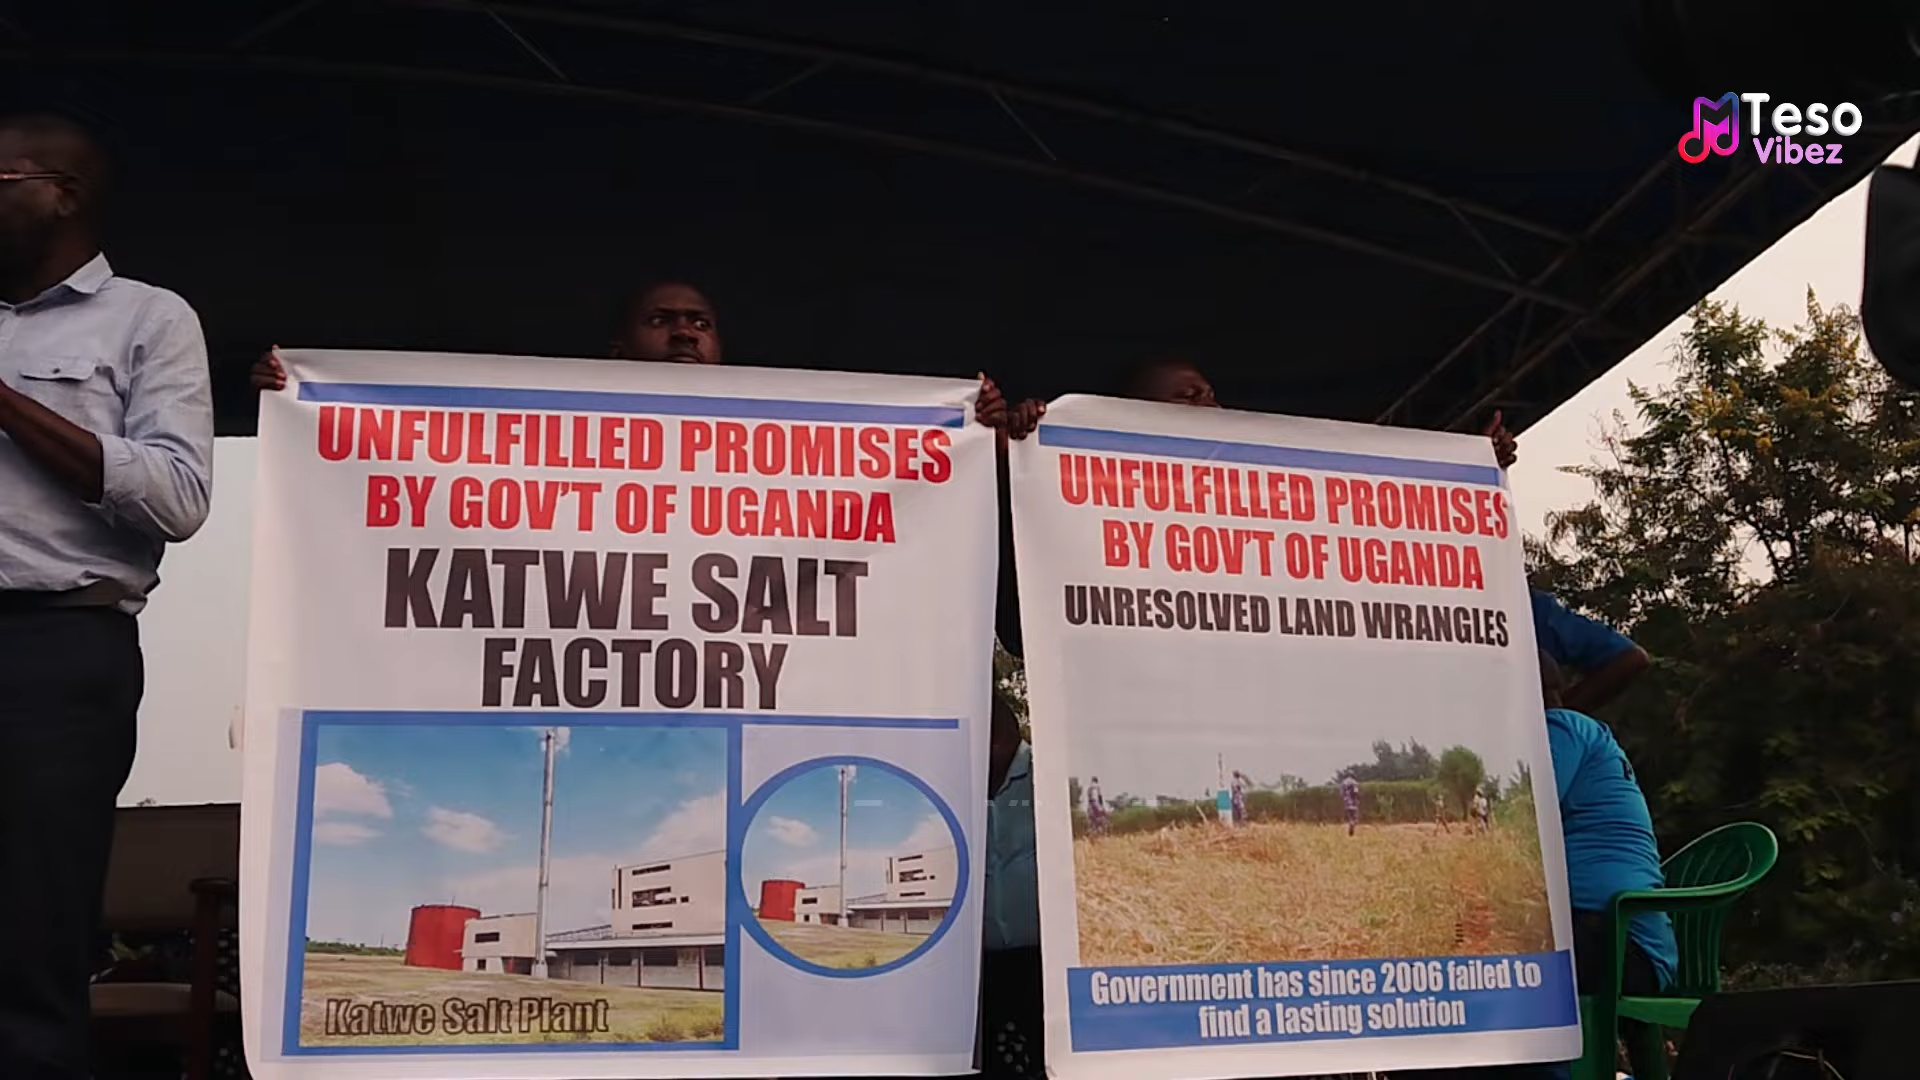 Teso
Vibez
UNFULFILLED PROMISES
BY GOV'T OF UGANDA
KATWE SALT
FACTORY
Katwe Salt Plant
UNFULFILLED PROMISES
BY GOV'T OF UGANDA
UNRESOLVED LAND WRANGLES
Government has since 2006 failed to
find a lasting solution